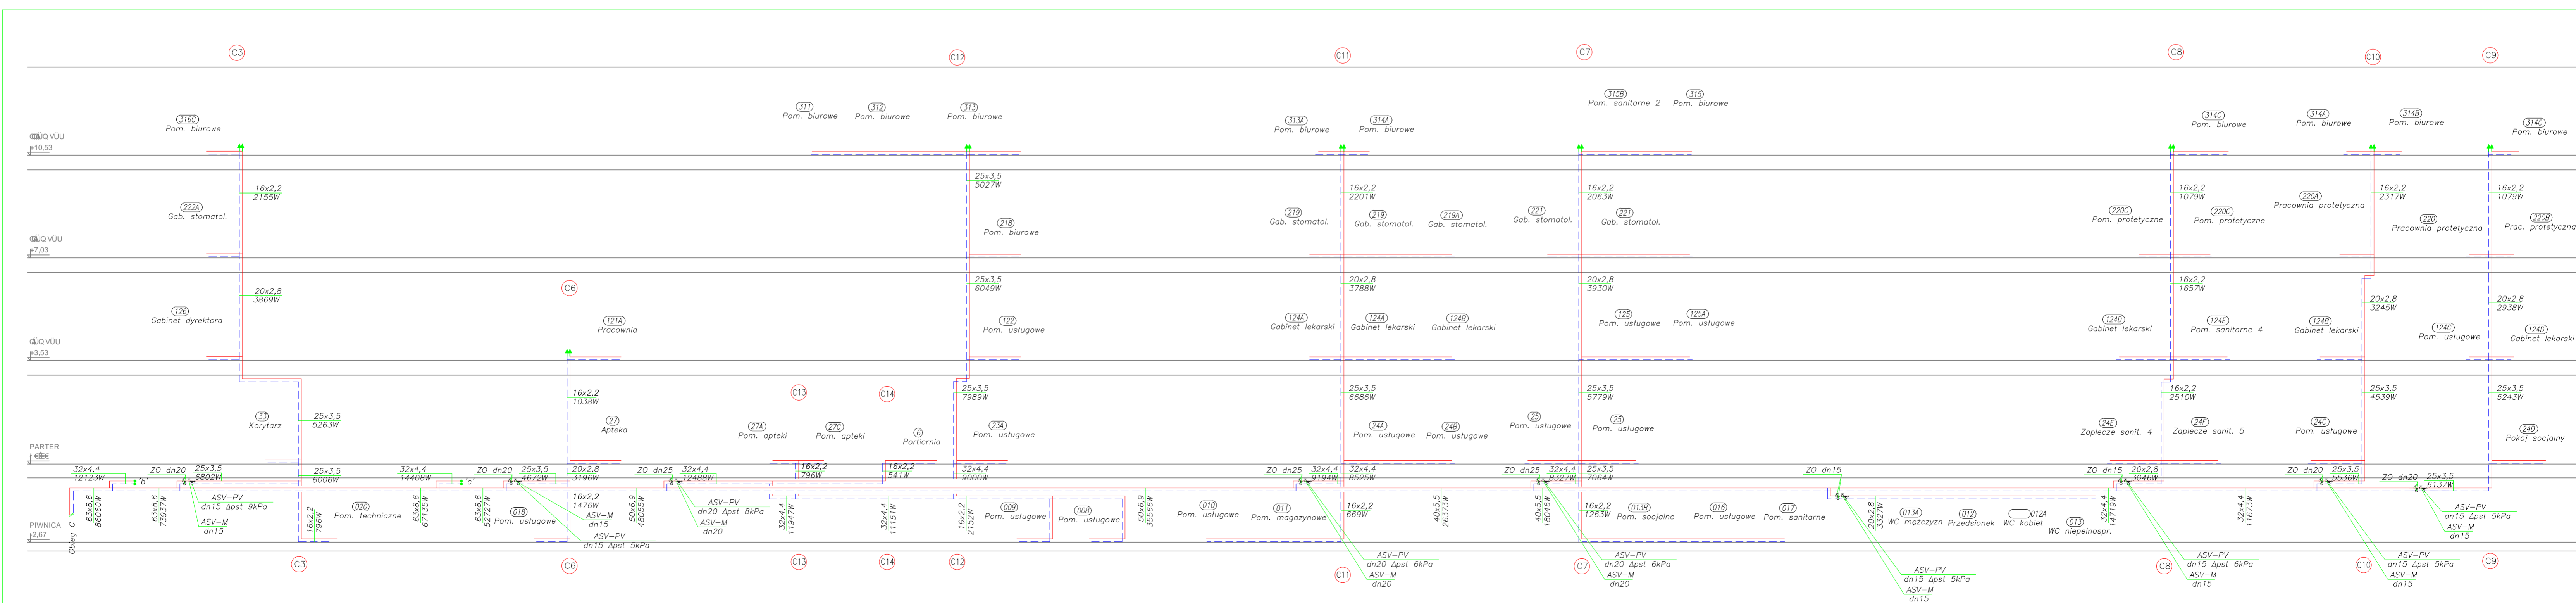 C3
C12
C11
C7
C8
C10
C9
316C
Pom. biurowe
311
Pom. biurowe
312
Pom. biurowe
313
Pom. biurowe
313A
Pom. biurowe
314A
Pom. biurowe
315B
Pom. sanitarne 2
315
Pom. biurowe
314C
Pom. biurowe
314A
Pom. biurowe
314B
Pom. biurowe
314C
Pom. biurowe
+10,53
16x2,2
2155W
25x3,5
5027W
16x2,2
2201W
16x2,2
2063W
16x2,2
1079W
16x2,2
2317W
16x2,2
1079W
222A
Gab. stomatol.
218
Pom. biurowe
219
Gab. stomatol.
219
Gab. stomatol.
219A
Gab. stomatol.
221
Gab. stomatol.
221
Gab. stomatol.
220C
Pom. protetyczne
220C
Pom. protetyczne
220A
Pracownia protetyczna
220
Pracownia protetyczna
220B
Prac. protetyczna
+7,03
20x2,8
3869W
C6
25x3,5
6049W
20x2,8
3788W
20x2,8
3930W
16x2,2
1657W
20x2,8
3245W
20x2,8
2938W
126
Gabinet dyrektora
121A
Pracownia
122
Pom. usługowe
124A
Gabinet lekarski
124A
Gabinet lekarski
124B
Gabinet lekarski
125
Pom. usługowe
125A
Pom. usługowe
124D
Gabinet lekarski
124E
Pom. sanitarne 4
124B
Gabinet lekarski
124C
Pom. usługowe
124D
Gabinet lekarski
+3,53
16x2,2
1038W
C13
C14
25x3,5
7989W
25x3,5
6686W
25x3,5
5779W
16x2,2
2510W
25x3,5
4539W
25x3,5
5243W
33
Korytarz
25x3,5
5263W
27
Apteka
27A
Pom. apteki
27C
Pom. apteki
6
Portiernia
23A
Pom. usługowe
24A
Pom. usługowe
24B
Pom. usługowe
25
Pom. usługowe
25
Pom. usługowe
24E
Zaplecze sanit. 4
24F
Zaplecze sanit. 5
24C
Pom. usługowe
24D
Pokoj socjalny
PARTER
32x4,4
12123W
'b'
ZO dn20
25x3,5
6802W
25x3,5
6006W
32x4,4
14408W
'c'
ZO dn20
25x3,5
4672W
20x2,8
3196W
ZO dn25
32x4,4
12488W
16x2,2
796W
16x2,2
541W
32x4,4
9000W
ZO dn25
32x4,4
9194W
32x4,4
8525W
ZO dn25
32x4,4
8327W
25x3,5
7064W
ZO dn15
ZO dn15
20x2,8
3046W
ZO dn20
25x3,5
5536W
ZO dn20
25x3,5
6137W
Obieg C
63x8,6
86060W
63x8,6
73937W
ASV-PV
dn15 Δpst 9kPa
ASV-M
dn15
14x2,2
796W
020
Pom. techniczne
63x8,6
67135W
63x8,6
52727W
018
Pom. usługowe
16x2,2
1476W
ASV-M
dn15
ASV-PV
dn15 Δpst 5kPa
50x6,9
48055W
ASV-PV
dn20 Δpst 8kPa
ASV-M
dn20
32x4,4
11947W
32x4,4
11151W
16x2,2
2152W
009
Pom. usługowe
008
Pom. usługowe
50x6,9
35566W
010
Pom. usługowe
011
Pom. magazynowe
16x2,2
669W
40x5,5
26373W
40x5,5
18046W
16x2,2
1263W
013B
Pom. socjalne
016
Pom. usługowe
017
Pom. sanitarne
20x2,8
3327W
013A
WC mężczyzn
012
Przedsionek
012A
WC kobiet
013
WC niepełnospr.
32x4,4
14719W
32x4,4
11673W
ASV-PV
dn15 Δpst 5kPa
ASV-M
dn15
PIWNICA
-2,67
ASV-PV
dn20 Δpst 6kPa
ASV-M
dn20
ASV-PV
dn20 Δpst 6kPa
ASV-M
dn20
ASV-PV
dn15 Δpst 5kPa
ASV-M
dn15
ASV-PV
dn15 Δpst 6kPa
ASV-M
dn15
ASV-PV
dn15 Δpst 5kPa
ASV-M
dn15
C3
C6
C13
C14
C12
C11
C7
C8
C10
C9